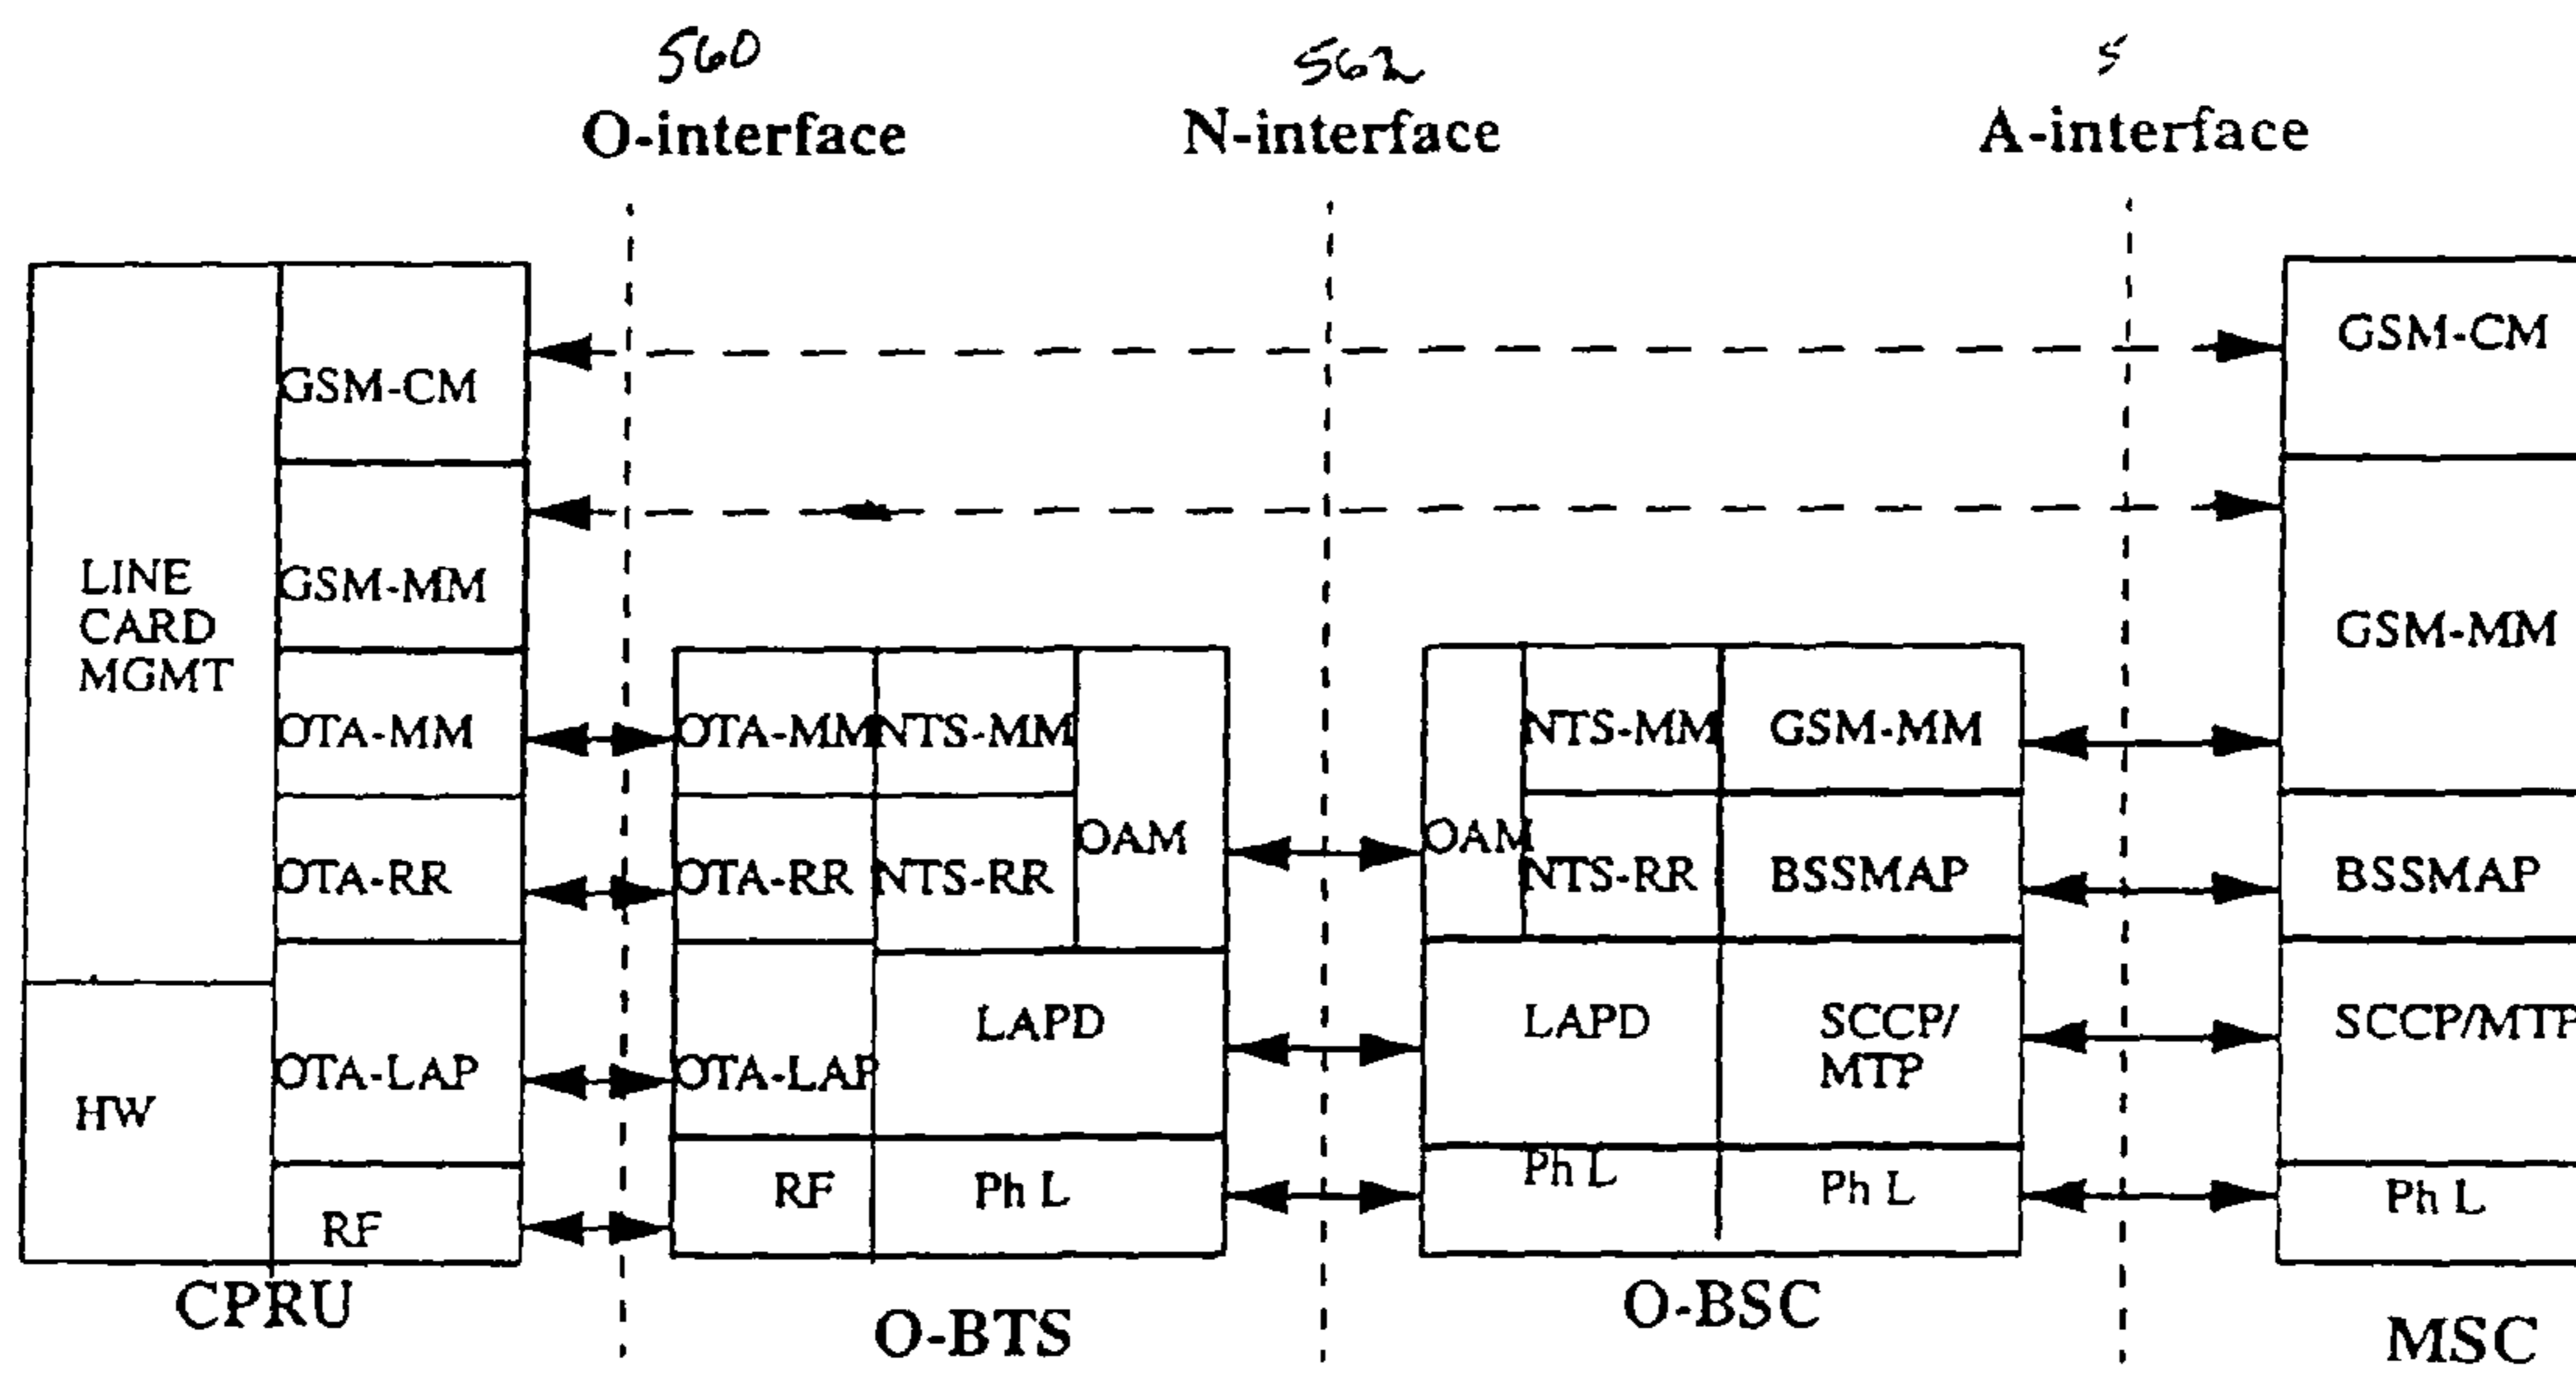 560
562
5
O-interface
N-interface
A-interface
LINE
CARD
MGMT
HW
GSM-CM
GSM-MM
OTA-MM
OTA-RR
OTA-LAP
RF
CPRU
OTA-MM
NTS-MM
OAM
OTA-RR
NTS-RR
OTA-LAP
LAPD
RF
Ph L
O-BTS
OAM
NTS-MM
GSM-MM
NTS-RR
BSSMAP
LAPD
SCCP/
MTP
Ph L
Ph L
O-BSC
GSM-CM
GSM-MM
BSSMAP
SCCP/MTP
Ph L
MSC